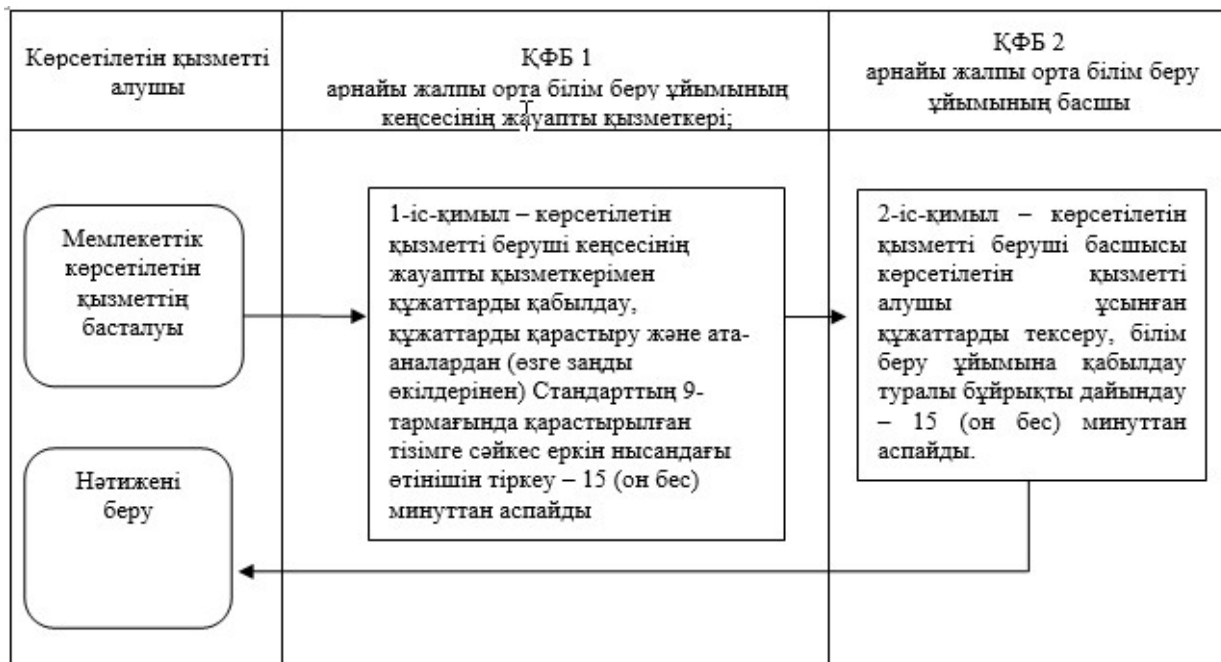 Көрсетілетін қызметті
алушы
ҚФБ 1
арнайы жалпы орта білім беру ұйымының
кеңсесінің жауапты қызметкері;
ҚФБ 2
арнайы жалпы орта білім беру
ұйымының басшы
Мемлекеттік
көрсетілетін
қызметтің
басталуы
1-іс-қимыл – көрсетілетін
қызметті беруші кеңсесінің
жауапты қызметкерімен
құжаттарды қабылдау,
құжаттарды қарастыру және ата-
аналардан (өзге заңды
өкілдерінен) Стандарттың 9-
тармағында қарастырылған
тізімге сәйкес еркін нысандағы
өтінішін тіркеу – 15 (он бес)
минуттан аспайды
2-іс-қимыл – көрсетілетін
қызметті беруші басшысы
көрсетілетін қызметті
алушы ұсынған
құжаттарды тексеру, білім
беру ұйымына қабылдау
туралы бұйрықты дайындау
– 15 (он бес) минуттан
аспайды.
Нәтижені
беру